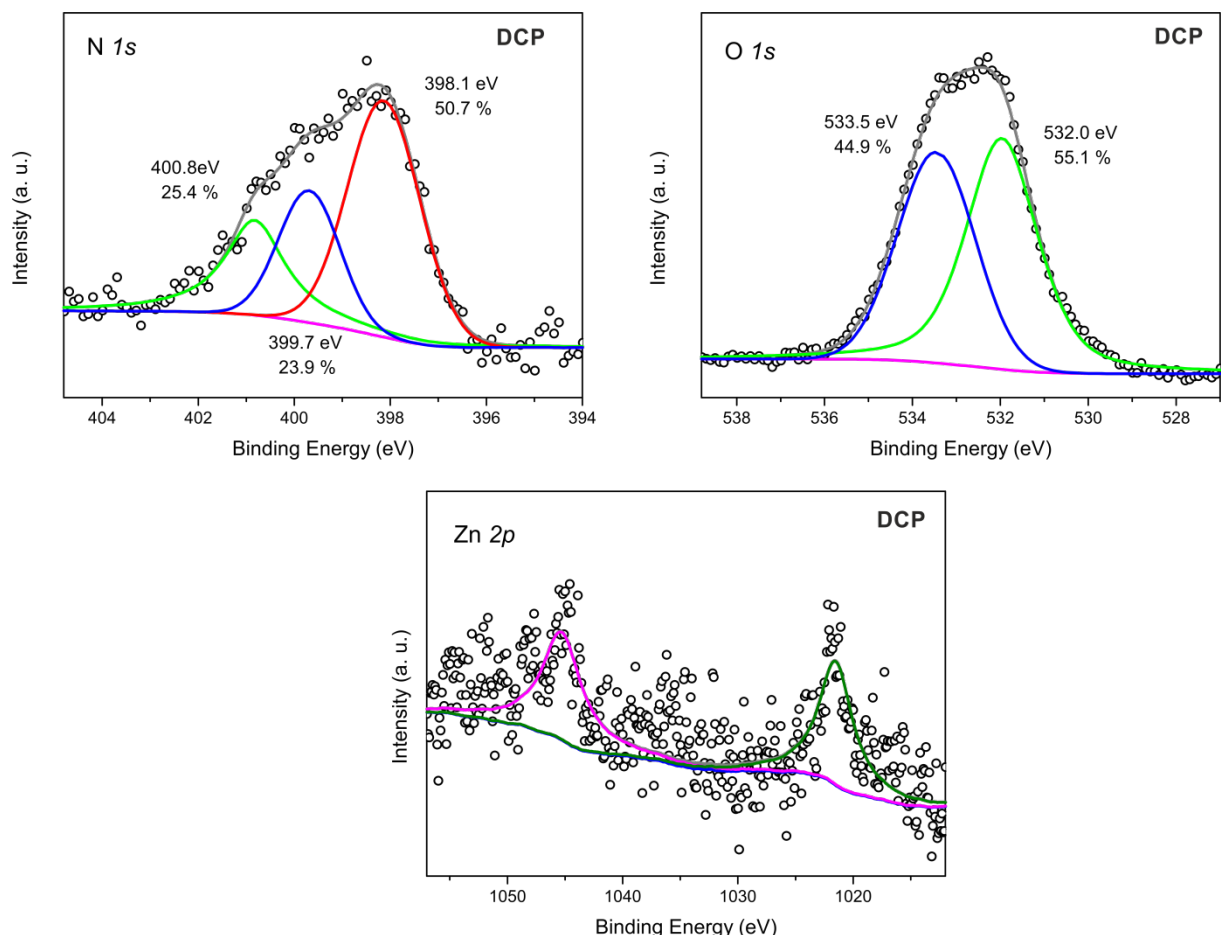 N 1s
DCP
398.1 eV
50.7 %
400.8eV
25.4 %
399.7 eV
23.9 %
Intensity (a. u.)
404
402
400
398
396
394
Binding Energy (eV)
O 1s
DCP
533.5 eV
44.9 %
532.0 eV
55.1 %
Intensity (a. u.)
538
536
534
532
530
528
Binding Energy (eV)
Zn 2p
DCP
Intensity (a. u.)
1050
1040
1030
1020
Binding Energy (eV)